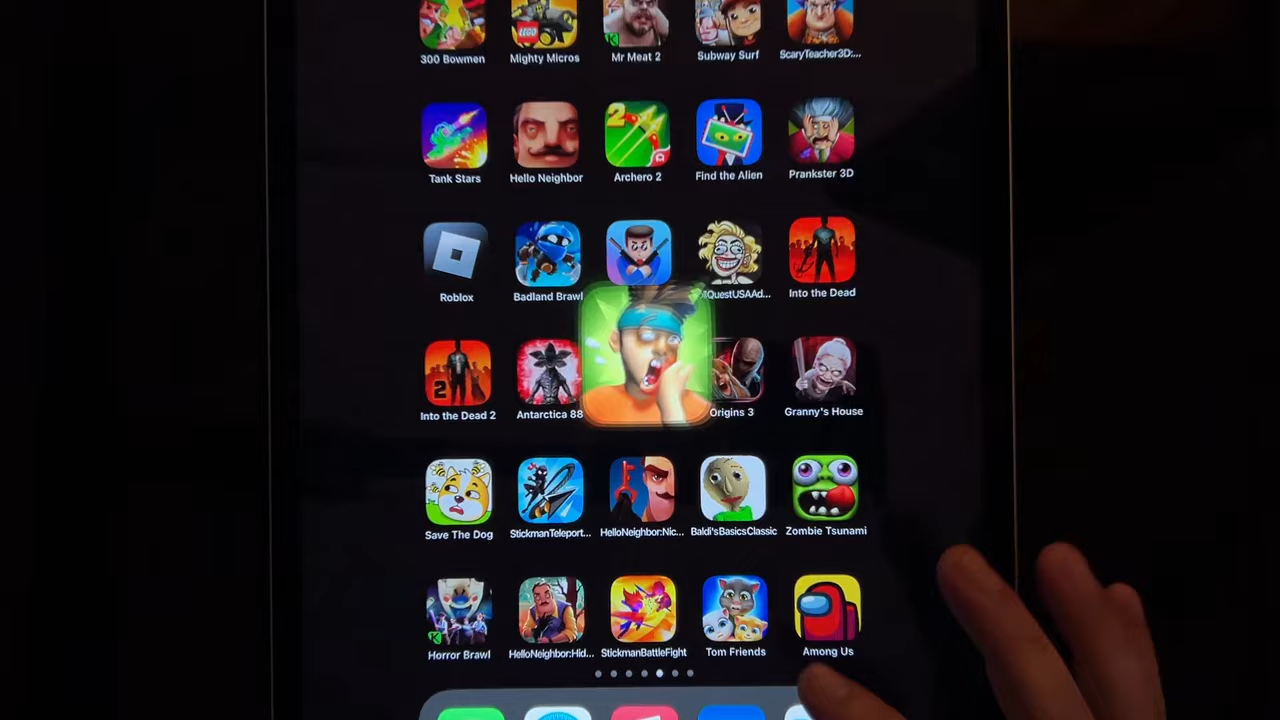 300 Bowmen
Mighty Micros
Mr Meat 2
Subway Surf
ScaryTeacher3D:...
LEGO
K
Tank Stars
Hello Neighbor
Archero 2
Find the Alien
Prankster 3D
2
Roblox
Badland Brawl
QuestUSAAd...
Into the Dead
Into the Dead 2
Antarctica 88
Origins 3
Granny's House
2
Save The Dog
StickmanTeleport...
HelloNeighbor:Nic...
Baldi'sBasicsClassic
Zombie Tsunami
K
Horror Brawl
HelloNeighbor:Hid...
StickmanBattleFight
Tom Friends
Among Us